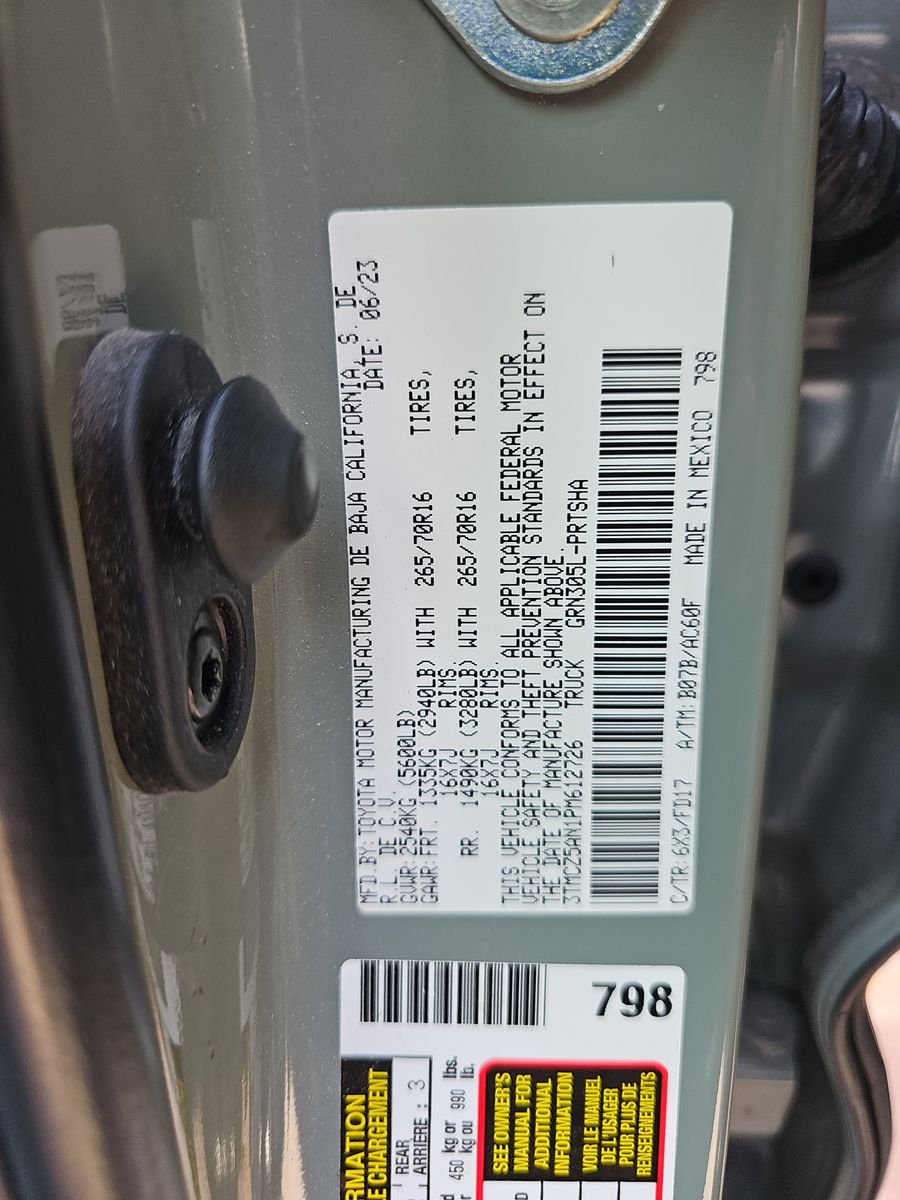 MFD.BY:TOYOTA MOTOR MANUFACTURING DE BAJA CALIFORNIA, S. DE
R.L. DE C.V. DATE: 06/23
GVWR:2540KG (5600LB)
GAWR:FRT. 1335KG (2940LB) WITH 265/70R16 TIRES,
16X7J RIMS.
RR. 1490KG (3280LB) WITH 265/70R16 TIRES,
16X7J RIMS.
THIS VEHICLE CONFORMS TO ALL APPLICABLE FEDERAL MOTOR
VEHICLE SAFETY AND THEFT PREVENTION STANDARDS IN EFFECT ON
THE DATE OF MANUFACTURE SHOWN ABOVE.
3TMCZ5AN1PM612726 TRUCK GRN305L-PRTSHA
C/TR:6X3/FD17 A/TM:B07B/AC60F MADE IN MEXICO 798
798
RMATION
E CHARGEMENT
REAR
ARRIÈRE : 3
kg or 990 lbs.
450 kg ou 990 lb.
SEE OWNER'S
MANUAL FOR
ADDITIONAL
INFORMATION
VOIR LE MANUEL
DE L'USAGER
POUR PLUS DE
RENSEIGNEMENTS